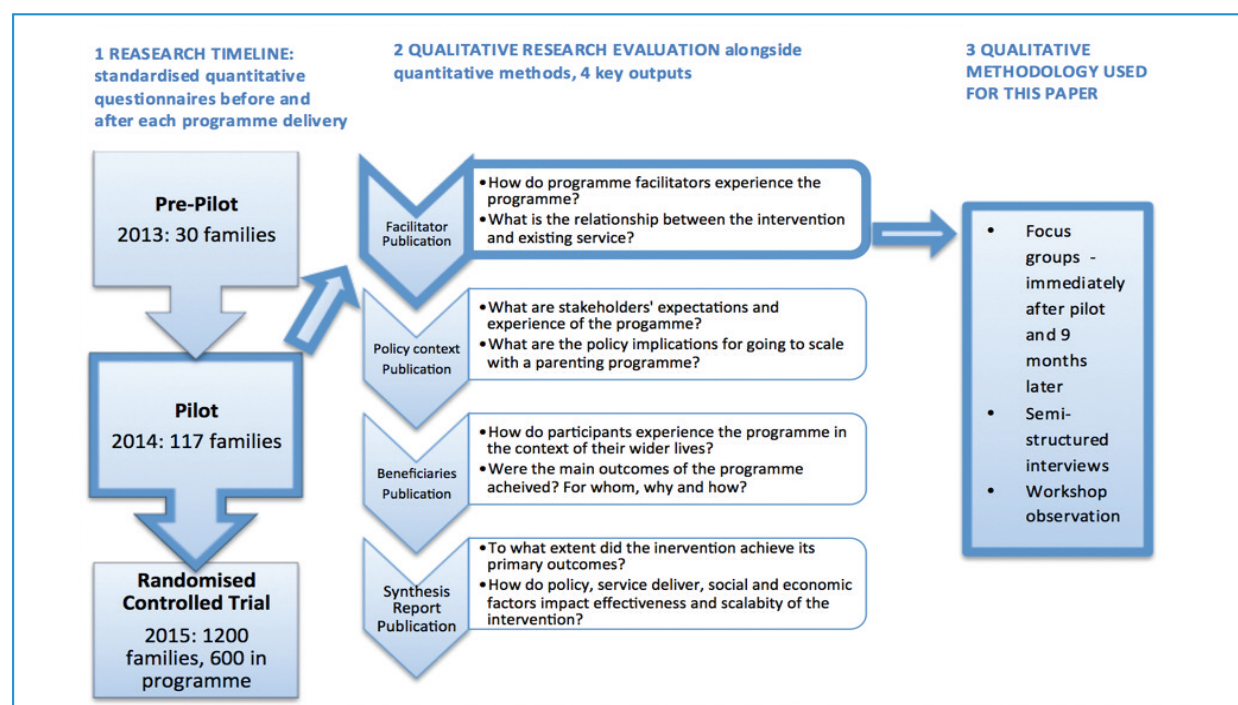 1 REASEARCH TIMELINE:
standardised quantitative
questionnaires before and
after each programme delivery
Pre-Pilot
2013: 30 families
Pilot
2014: 117 families
Randomised
Controlled Trial
2015: 1200
families, 600 in
programme
2 QUALITATIVE RESEARCH EVALUATION alongside
quantitative methods, 4 key outputs
Facilitator
Publication
•How do programme facilitators experience the
programme?
•What is the relationship between the intervention
and existing service?
Policy context
Publication
•What are stakeholders' expectations and
experience of the progamme?
•What are the policy implications for going to scale
with a parenting programme?
Beneficiaries
Publication
•How do participants experience the programme in
the context of their wider lives?
•Were the main outcomes of the programme
acheived? For whom, why and how?
Synthesis
Report
Publication
•To what extent did the inervention achieve its
primary outcomes?
•How do policy, service deliver, social and economic
factors impact effectiveness and scalabity of the
intervention?
3 QUALITATIVE
METHODOLOGY USED
FOR THIS PAPER
• Focus
groups -
immediately
after pilot
and 9
months
later
• Semi-
structured
interviews
• Workshop
observation